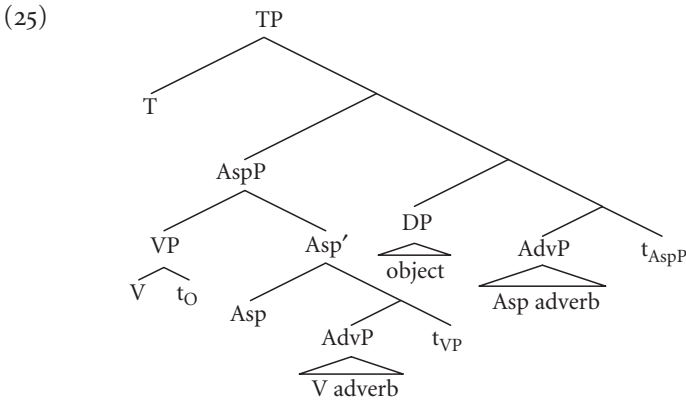 (25)
TP
T
AspP
DP
object
VP
Asp′
AdvP
Asp adverb
t_AspP
V
t_O
Asp
AdvP
V adverb
t_VP